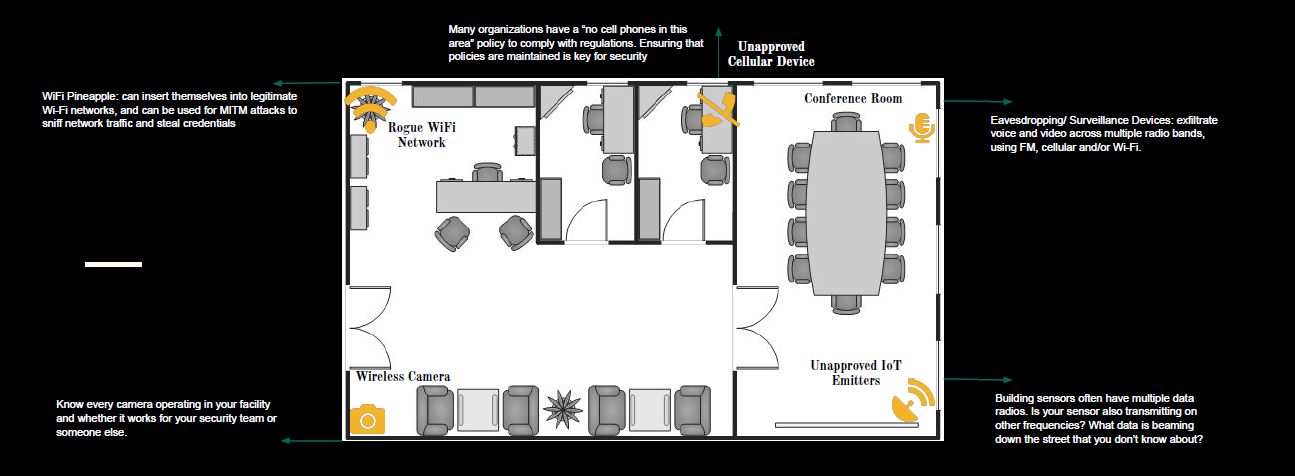 Many organizations have a “no cell phones in this
area” policy to comply with regulations. Ensuring that
policies are maintained is key for security
Unapproved
Cellular Device
WiFi Pineapple: can insert themselves into legitimate
Wi-Fi networks, and can be used for MITM attacks to
sniff network traffic and steal credentials
Rogue WiFi
Network
Conference Room
Eavesdropping/ Surveillance Devices: exfiltrate
voice and video across multiple radio bands,
using FM, cellular and/or Wi-Fi.
Wireless Camera
Know every camera operating in your facility
and whether it works for your security team or
someone else.
Unapproved IoT
Emitters
Building sensors often have multiple data
radios. Is your sensor also transmitting on
other frequencies? What data is beaming
down the street that you don’t know about?